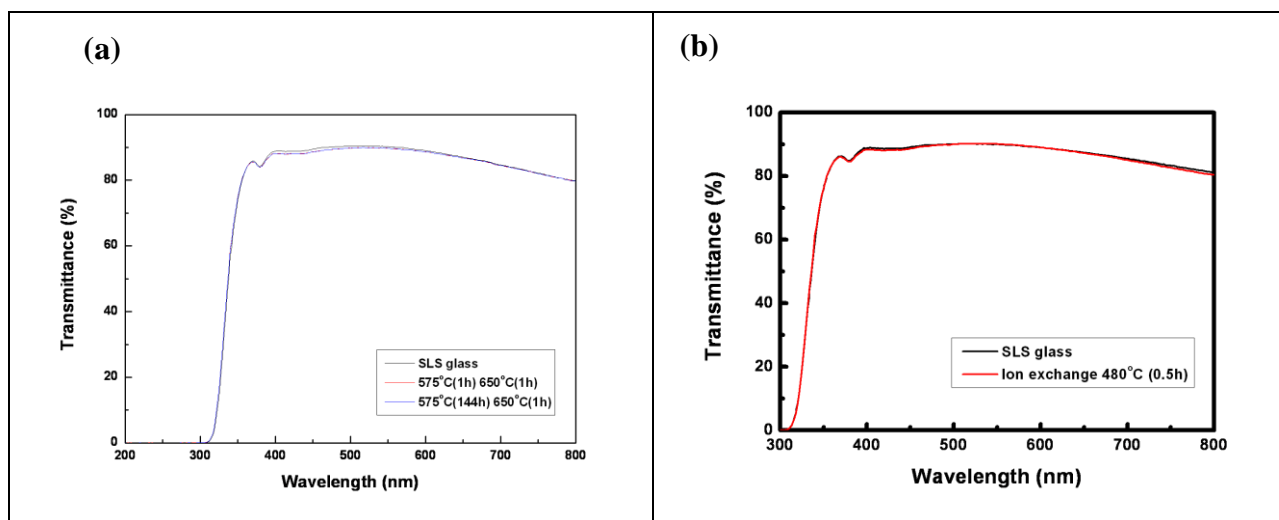 (a)
100
80
60
40
20
0
Transmittance (%)
SLS glass
575°C(1h) 650°C(1h)
575°C(144h) 650°C(1h)
200 300 400 500 600 700 800
Wavelength (nm)
(b)
100
80
60
40
20
0
Transmittance (%)
SLS glass
Ion exchange 480°C (0.5h)
300 400 500 600 700 800
Wavelength (nm)